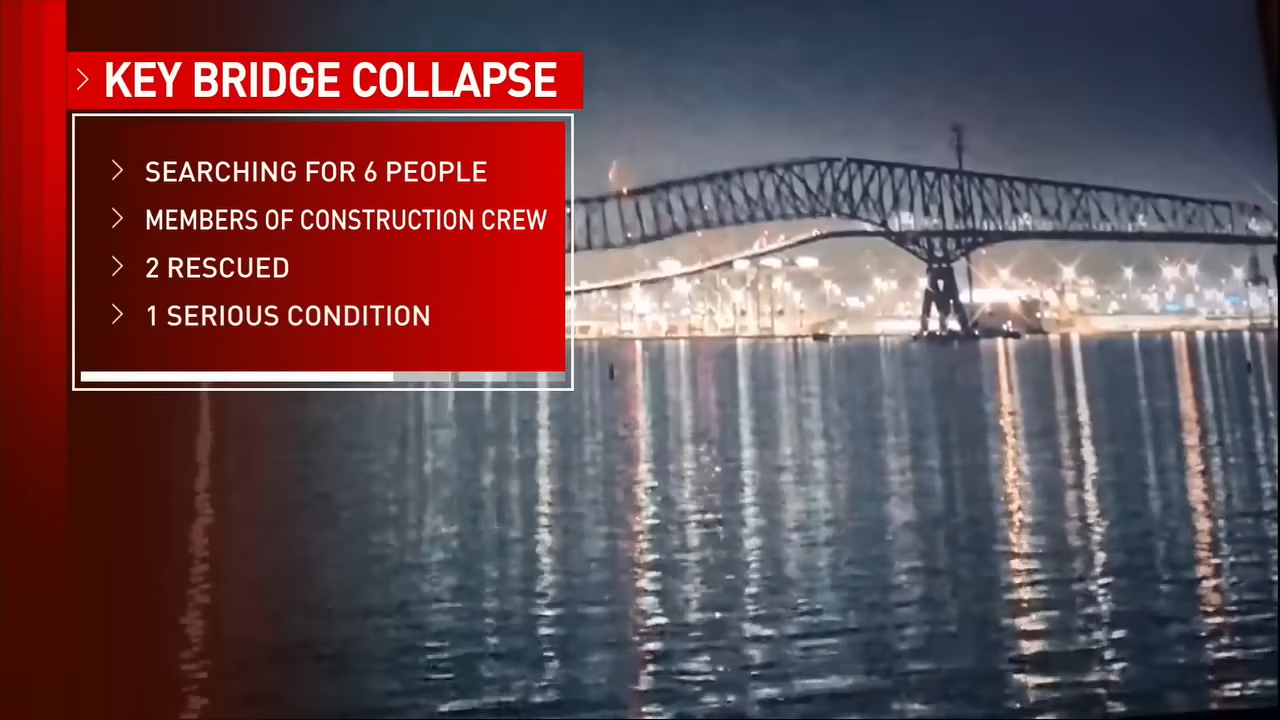 KEY BRIDGE COLLAPSE
SEARCHING FOR 6 PEOPLE
MEMBERS OF CONSTRUCTION CREW
2 RESCUED
1 SERIOUS CONDITION